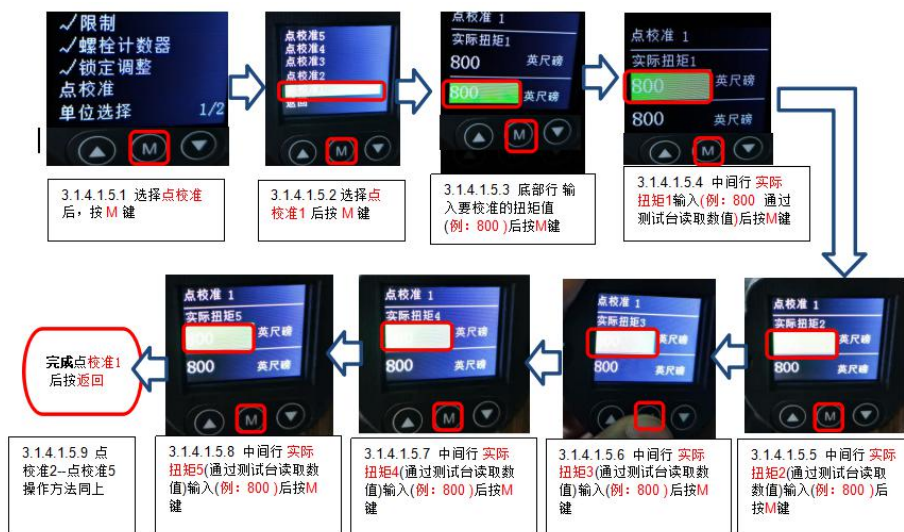 √限制
√螺栓计数器
√锁定调整
点校准
单位选择 1/2
M
3.1.4.1.5.1 选择点校准
后，按 M 键
点校准5
点校准4
点校准3
点校准2
返回
M
3.1.4.1.5.2 选择点
校准1 后按 M 键
点校准 1
实际扭矩1
800 英尺磅
800 英尺磅
M
3.1.4.1.5.3 底部行 输
入要校准的扭矩值
(例：800 )后按M键
点校准 1
实际扭矩1
800 英尺磅
800 英尺磅
M
3.1.4.1.5.4 中间行 实际
扭矩1输入(例：800 通过
测试台读取数值)后按M键
点校准 1
实际扭矩2
800 英尺磅
M
3.1.4.1.5.5 中间行 实际
扭矩2(通过测试台读取
数值)输入(例：800 )后
按M键
点校准 1
实际扭矩3
英尺磅
800 英尺磅
3.1.4.1.5.6 中间行 实际
扭矩3(通过测试台读取数
值)输入(例：800 )后按M
键
点校准 1
实际扭矩4
英尺磅
800 英尺磅
M
3.1.4.1.5.7 中间行 实际
扭矩4(通过测试台读取数
值)输入(例：800 )后按M
键
点校准 1
实际扭矩5
英尺磅
800 英尺磅
M
3.1.4.1.5.8 中间行 实际
扭矩5(通过测试台读取数
值)输入(例：800 )后按M
键
完成点校准1
后按返回
3.1.4.1.5.9 点
校准2--点校准5
操作方法同上